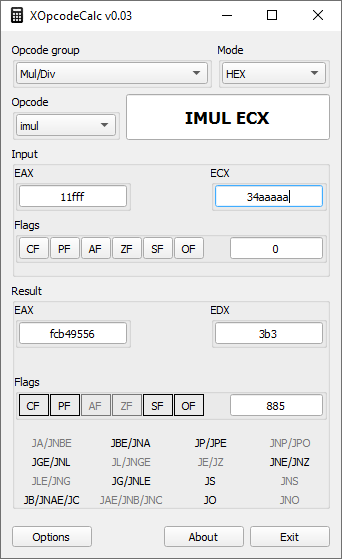 XOpcodeCalc v0.03
Opcode group Mode
Mul/Div HEX
Opcode
imul IMUL ECX
Input
EAX ECX
11fff 34aaaaa
Flags
CF PF AF ZF SF OF 0
Result
EAX EDX
fcb49556 3b3
Flags
CF PF AF ZF SF OF 885
JA/JNBE JBE/JNA JP/JPE JNP/JPO
JGE/JNL JL/JNGE JE/JZ JNE/JNZ
JLE/JNG JG/JNLE JS JNS
JB/JNAE/JC JAE/JNB/JNC JO JNO
Options About Exit